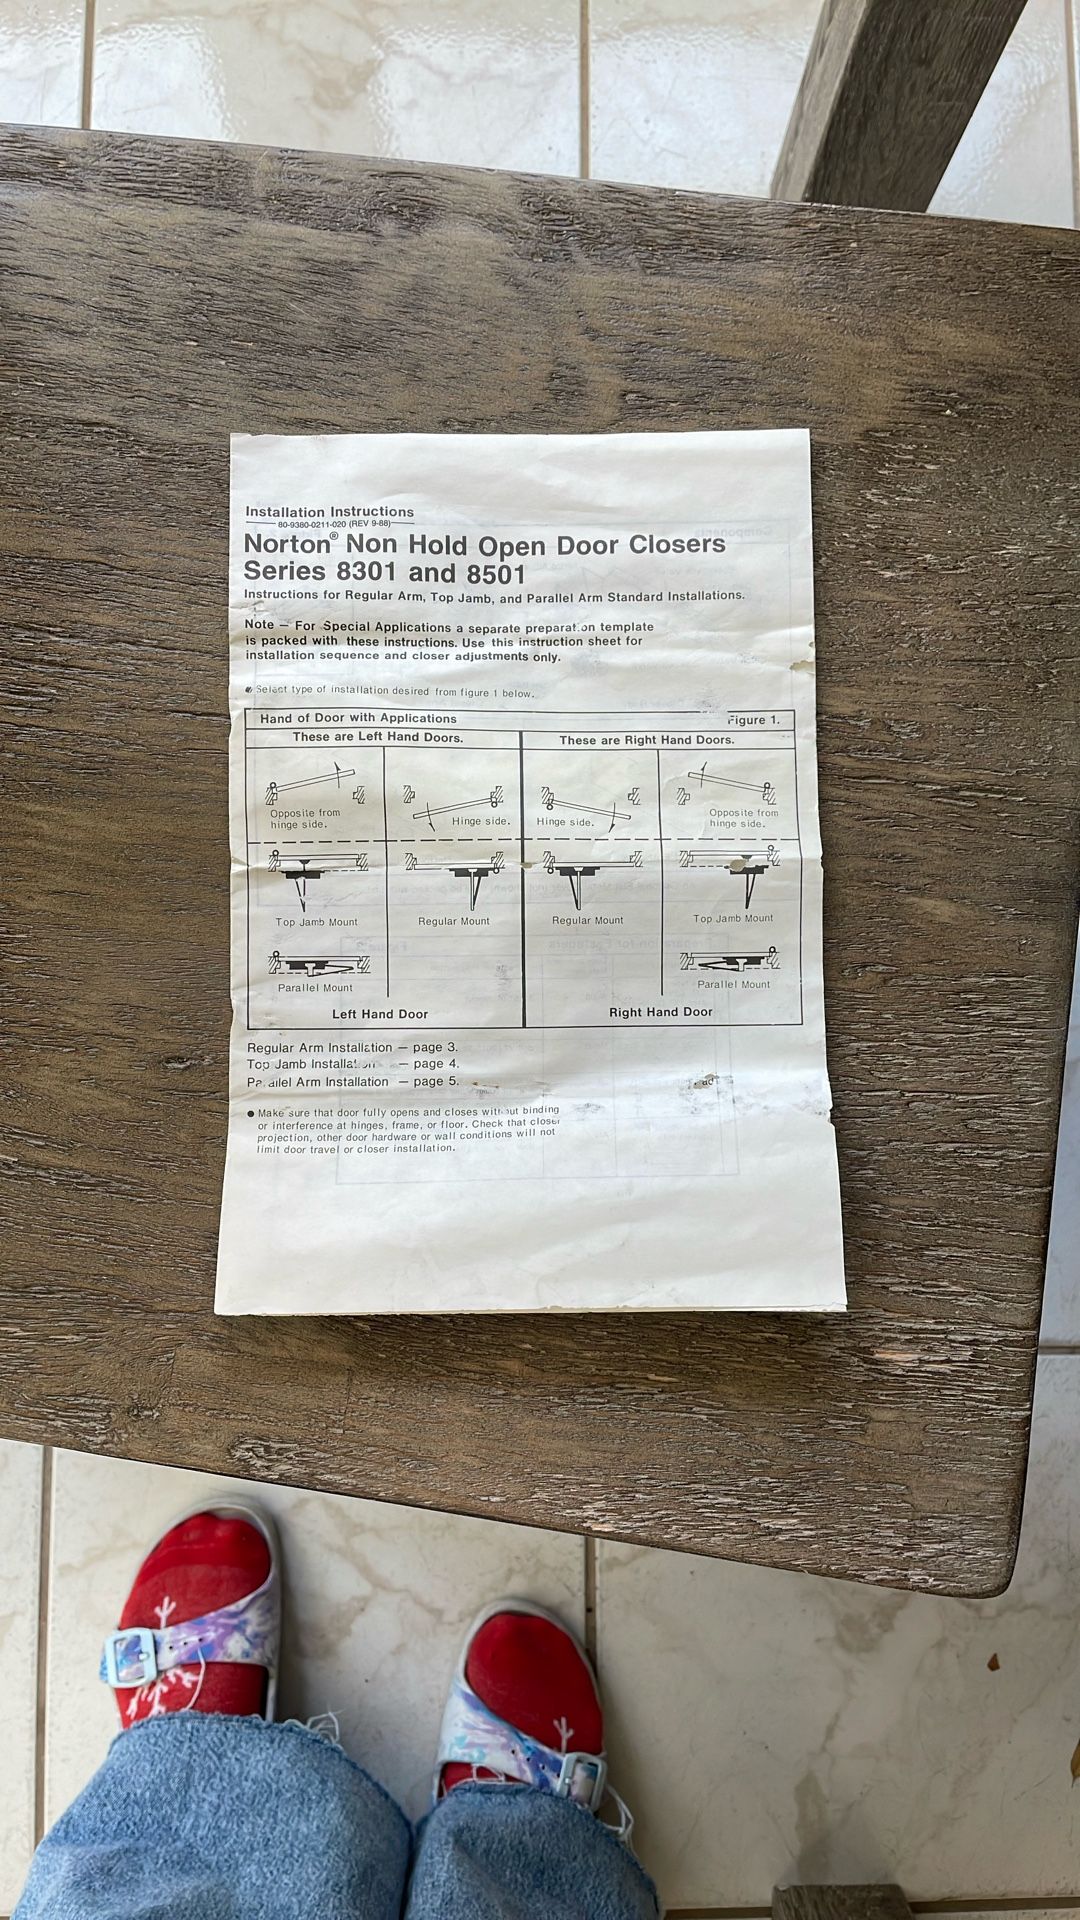 Installation Instructions
80-9380-0211-020 (REV 9-88)
Norton® Non Hold Open Door Closers
Series 8301 and 8501
Instructions for Regular Arm, Top Jamb, and Parallel Arm Standard Installations.
Note – For Special Applications a separate preparation template
is packed with these instructions. Use this instruction sheet for
installation sequence and closer adjustments only.
Select type of installation desired from figure 1 below.
Hand of Door with Applications Figure 1.
These are Left Hand Doors. These are Right Hand Doors.
Opposite from
hinge side.
Hinge side.
Hinge side.
Opposite from
hinge side.
Top Jamb Mount Regular Mount Regular Mount Top Jamb Mount
Parallel Mount Parallel Mount
Left Hand Door Right Hand Door
Regular Arm Installation – page 3.
Top Jamb Installation – page 4.
Parallel Arm Installation – page 5.
● Make sure that door fully opens and closes without binding
or interference at hinges, frame, or floor. Check that closer
projection, other door hardware or wall conditions will not
limit door travel or closer installation.